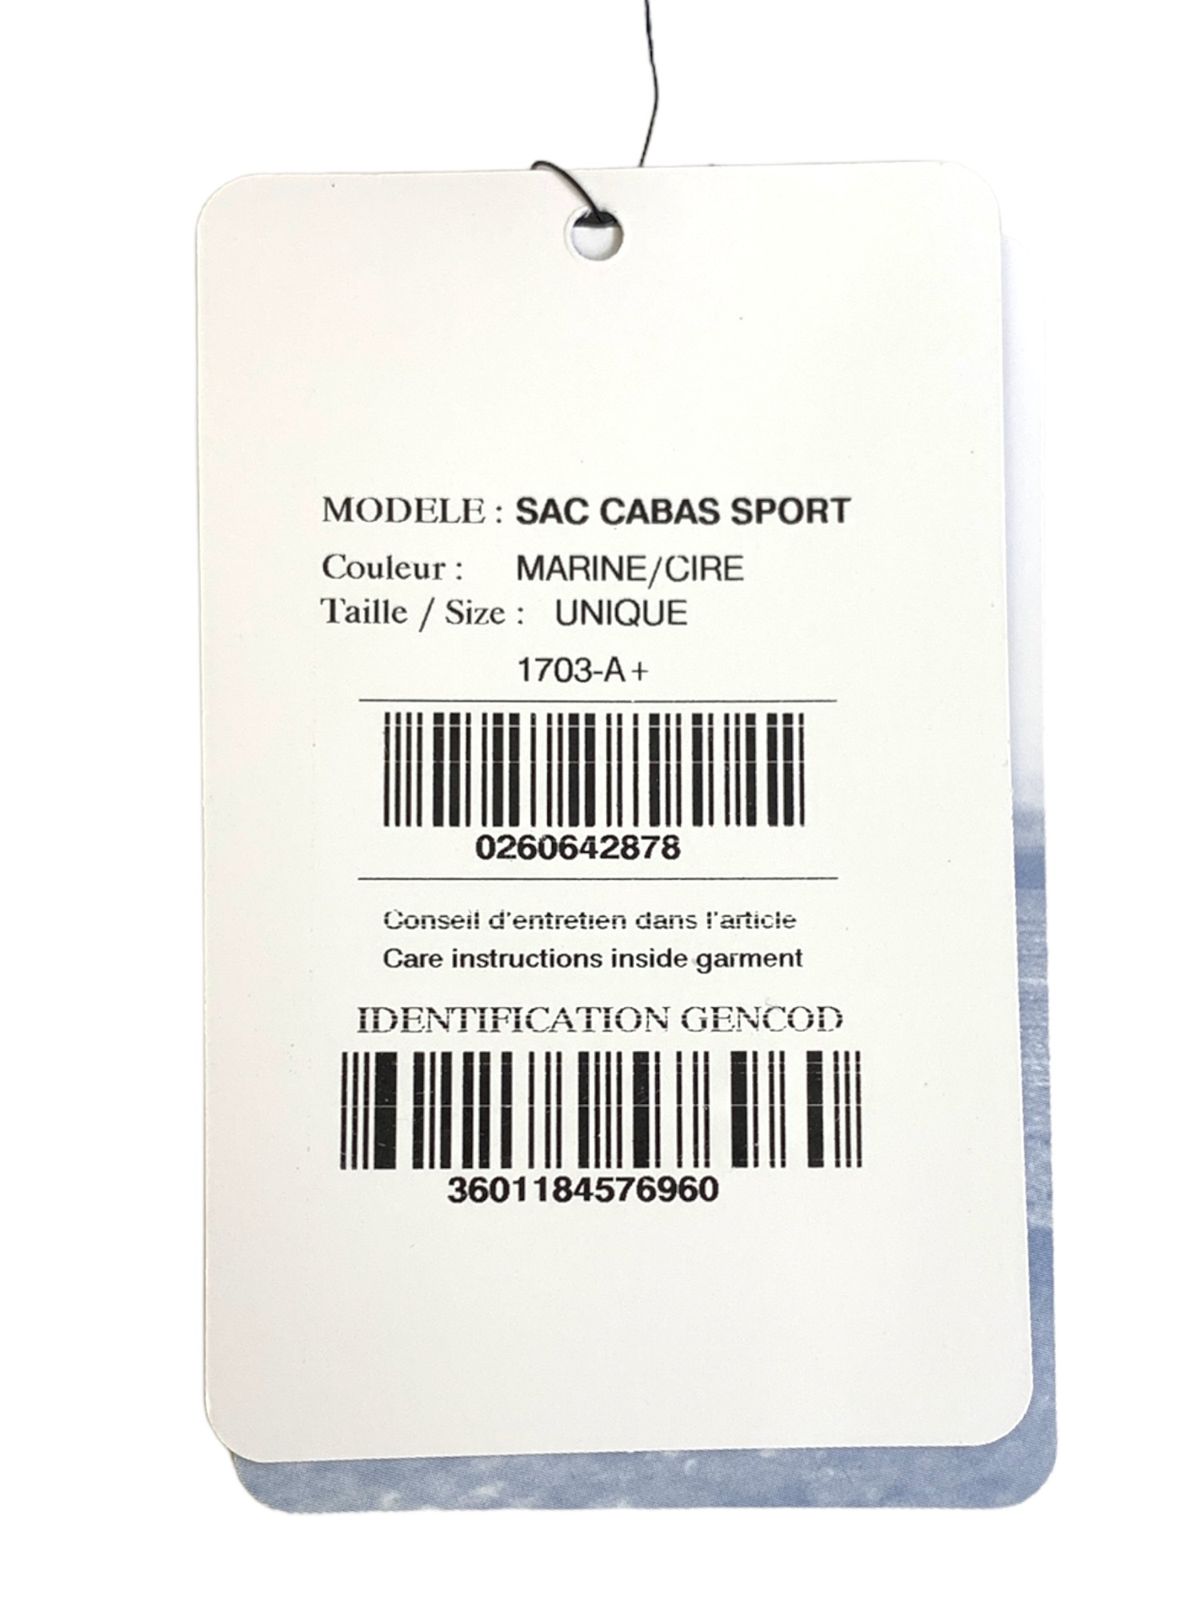 MODELE : SAC CABAS SPORT
Couleur : MARINE/CIRE
Taille / Size : UNIQUE
1703-A+
0260642878
Conseil d'entretien dans l'article
Care instructions inside garment
IDENTIFICATION GENCOD
3601184576960